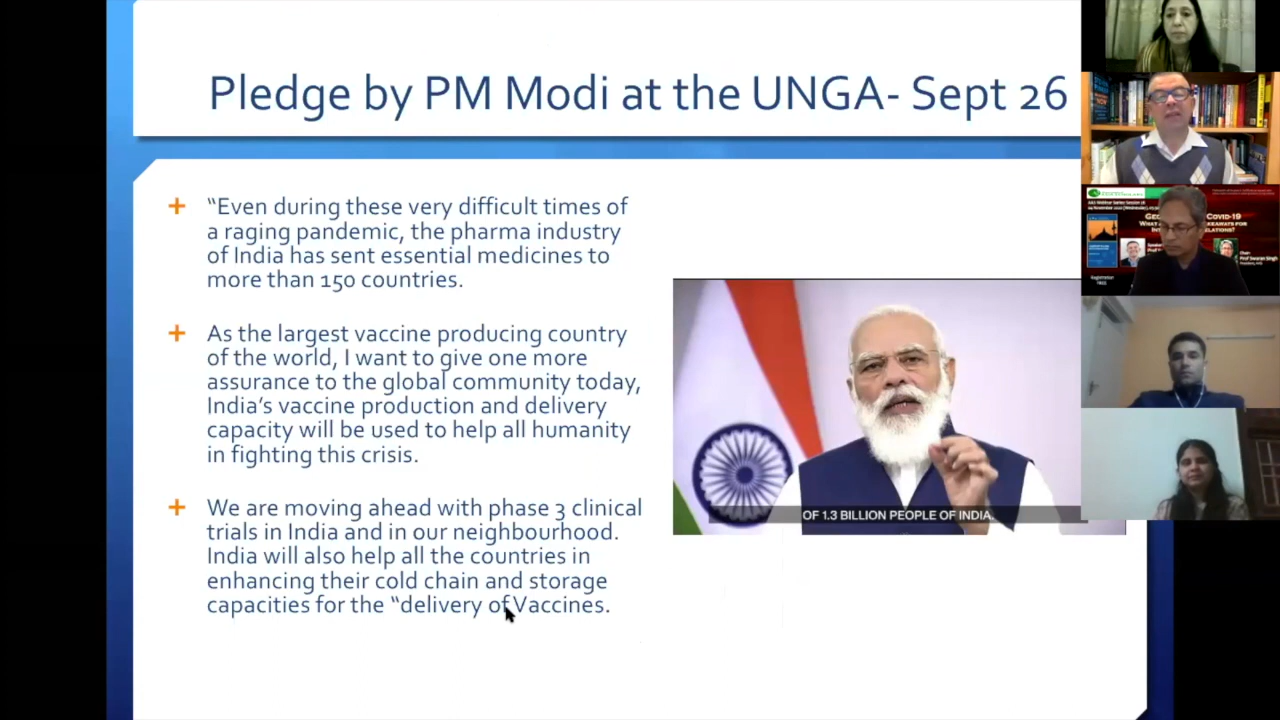 Pledge by PM Modi at the UNGA- Sept 26
“Even during these very difficult times of
a raging pandemic, the pharma industry
of India has sent essential medicines to
more than 150 countries.
As the largest vaccine producing country
of the world, I want to give one more
assurance to the global community today,
India’s vaccine production and delivery
capacity will be used to help all humanity
in fighting this crisis.
We are moving ahead with phase 3 clinical
trials in India and in our neighbourhood.
India will also help all the countries in
enhancing their cold chain and storage
capacities for the “delivery of Vaccines.
OF 1.3 BILLION PEOPLE OF INDIA.
Covid-19
Prof Swaran Singh